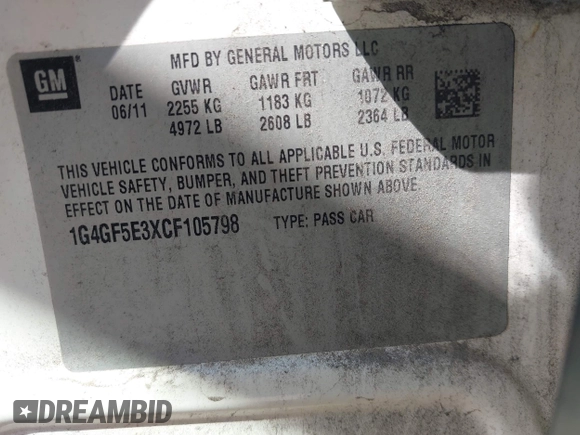 GM
MFD BY GENERAL MOTORS LLC
DATE GVWR GAWR FRT GAWR RR
06/11 2255 KG 1183 KG 1072 KG
4972 LB 2608 LB 2364 LB
THIS VEHICLE CONFORMS TO ALL APPLICABLE U.S. FEDERAL MOTOR
VEHICLE SAFETY, BUMPER, AND THEFT PREVENTION STANDARDS IN
EFFECT ON THE DATE OF MANUFACTURE SHOWN ABOVE.
1G4GF5E3XCF105798 TYPE: PASS CAR
DREAMBID